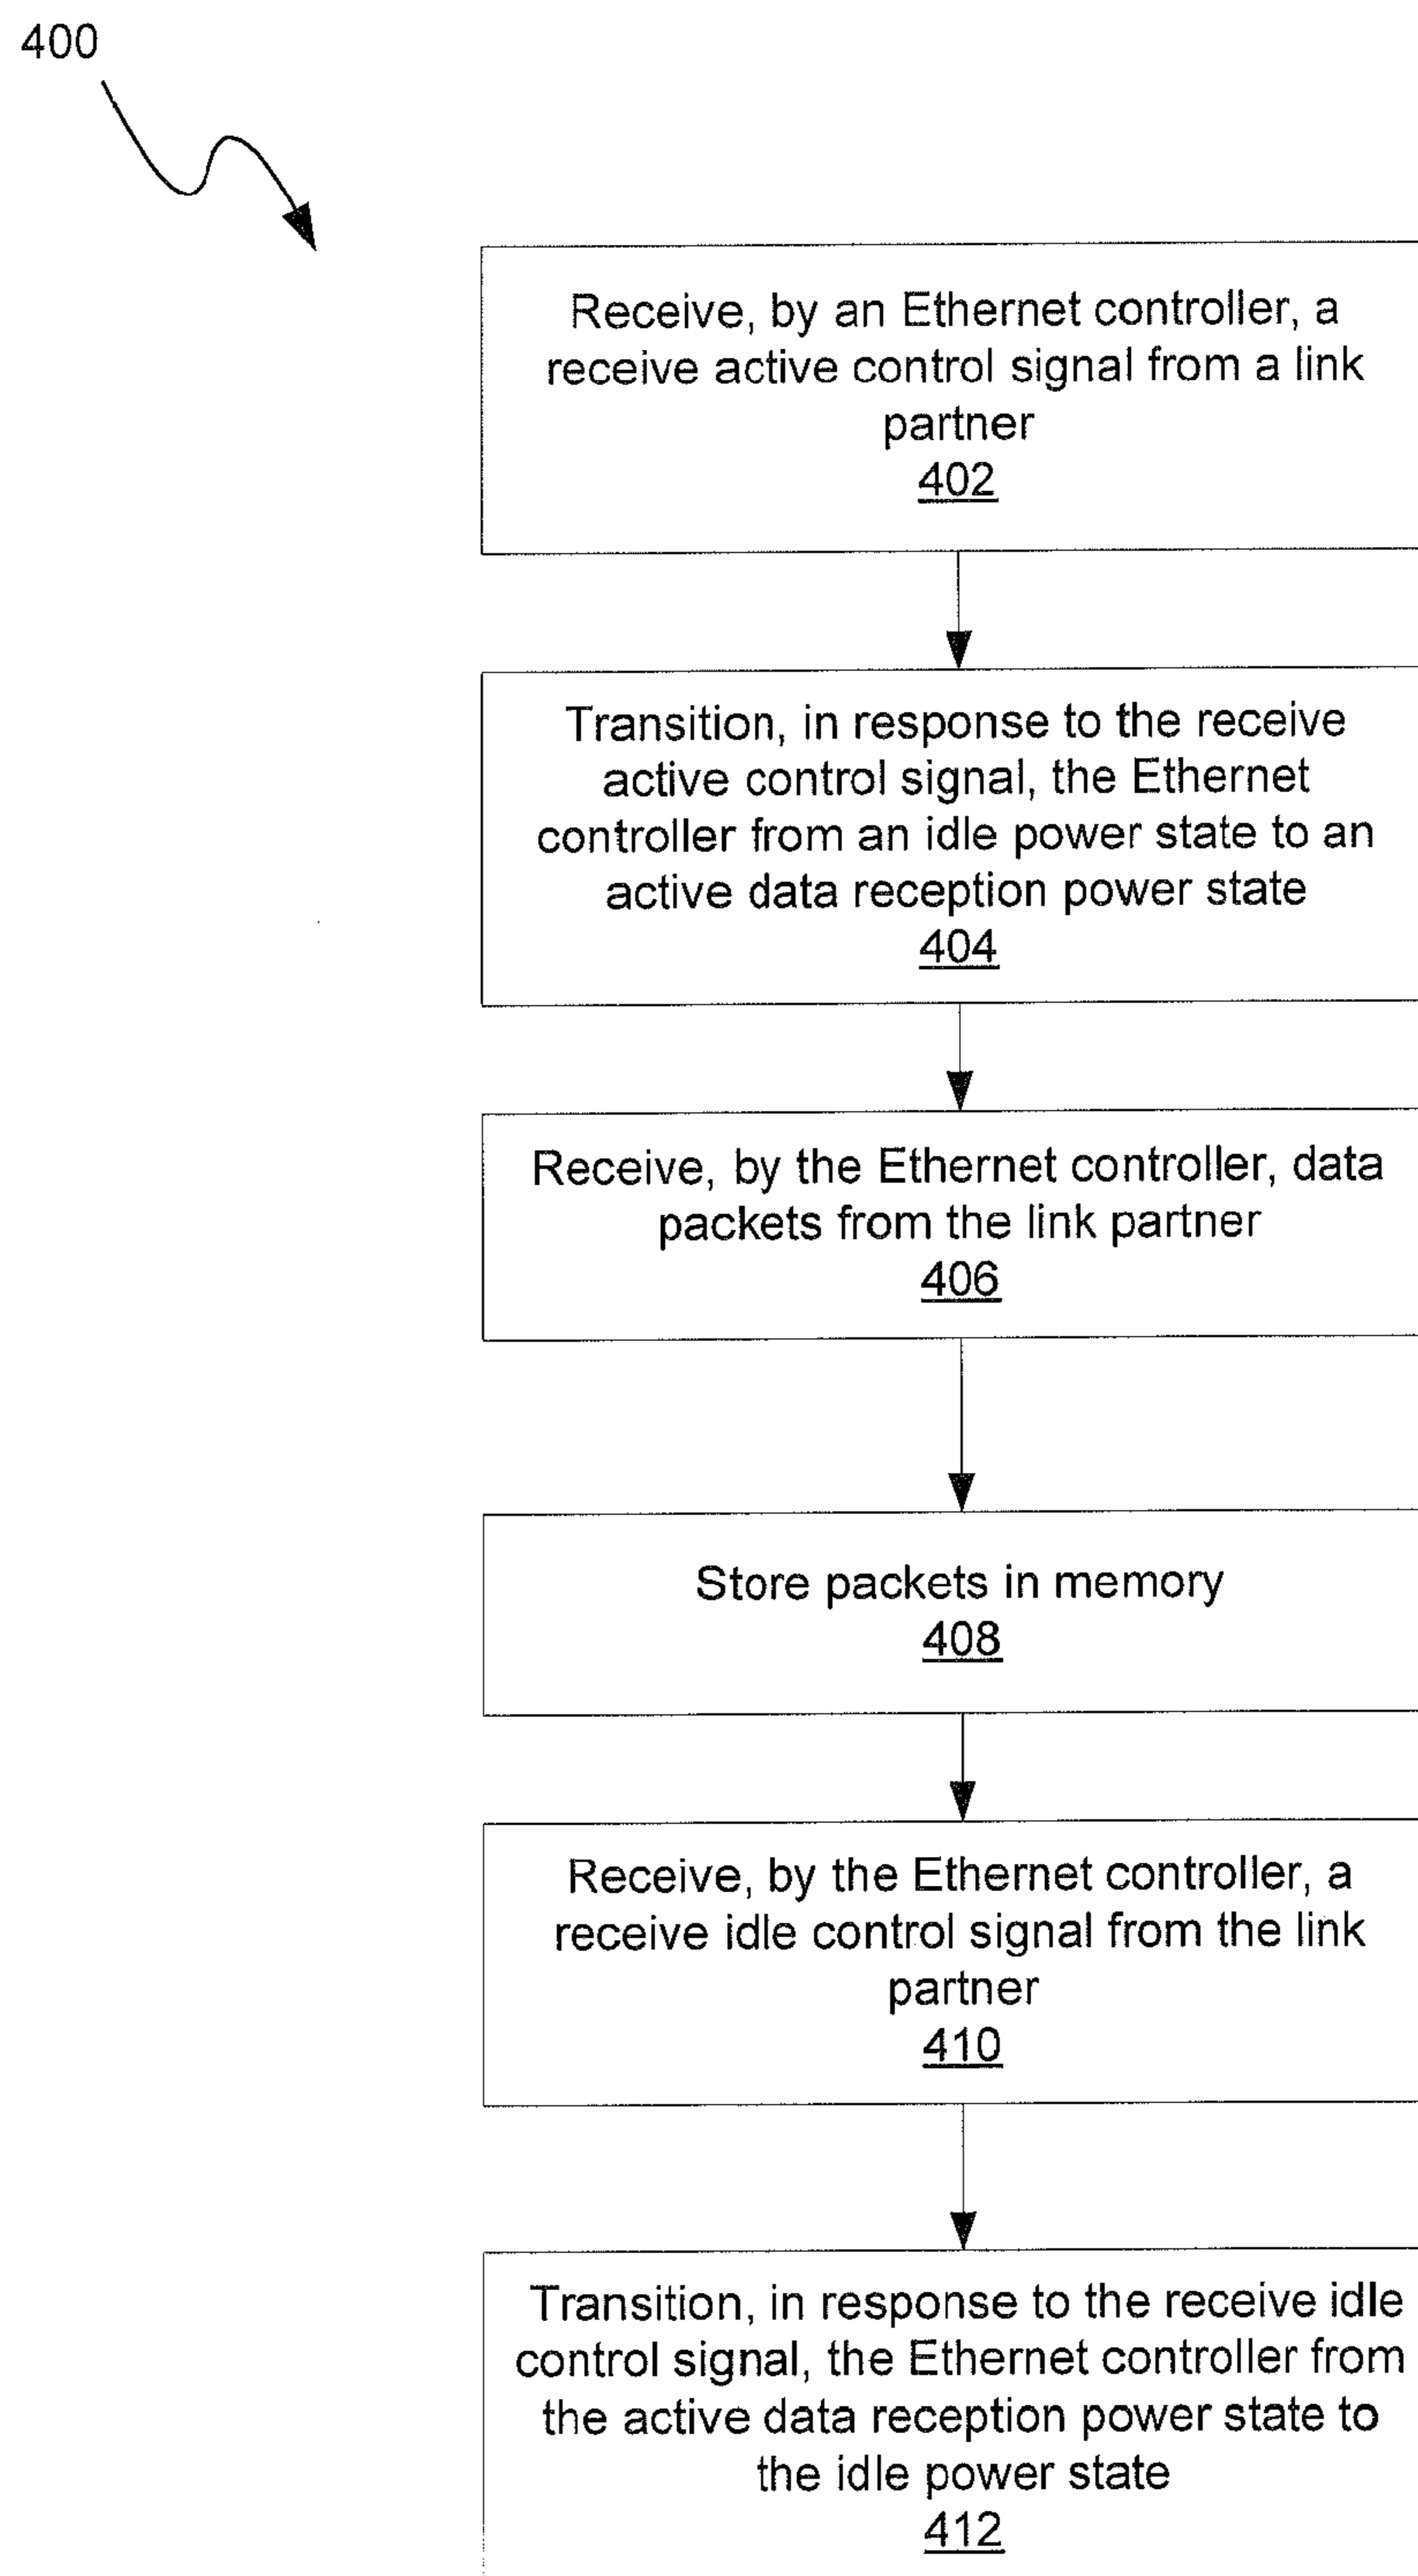 400
Receive, by an Ethernet controller, a
receive active control signal from a link
partner
402
Transition, in response to the receive
active control signal, the Ethernet
controller from an idle power state to an
active data reception power state
404
Receive, by the Ethernet controller, data
packets from the link partner
406
Store packets in memory
408
Receive, by the Ethernet controller, a
receive idle control signal from the link
partner
410
Transition, in response to the receive idle
control signal, the Ethernet controller from
the active data reception power state to
the idle power state
412